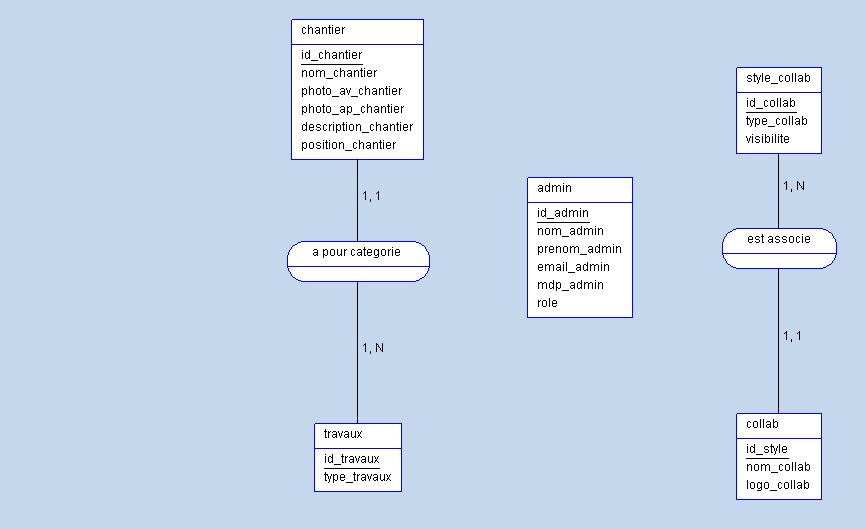 chantier
id_chantier
nom_chantier
photo_av_chantier
photo_ap_chantier
description_chantier
position_chantier
1, 1
a pour categorie
1, N
travaux
id_travaux
type_travaux
admin
id_admin
nom_admin
prenom_admin
email_admin
mdp_admin
role
style_collab
id_collab
type_collab
visibilite
1, N
est associe
1, 1
collab
id_style
nom_collab
logo_collab